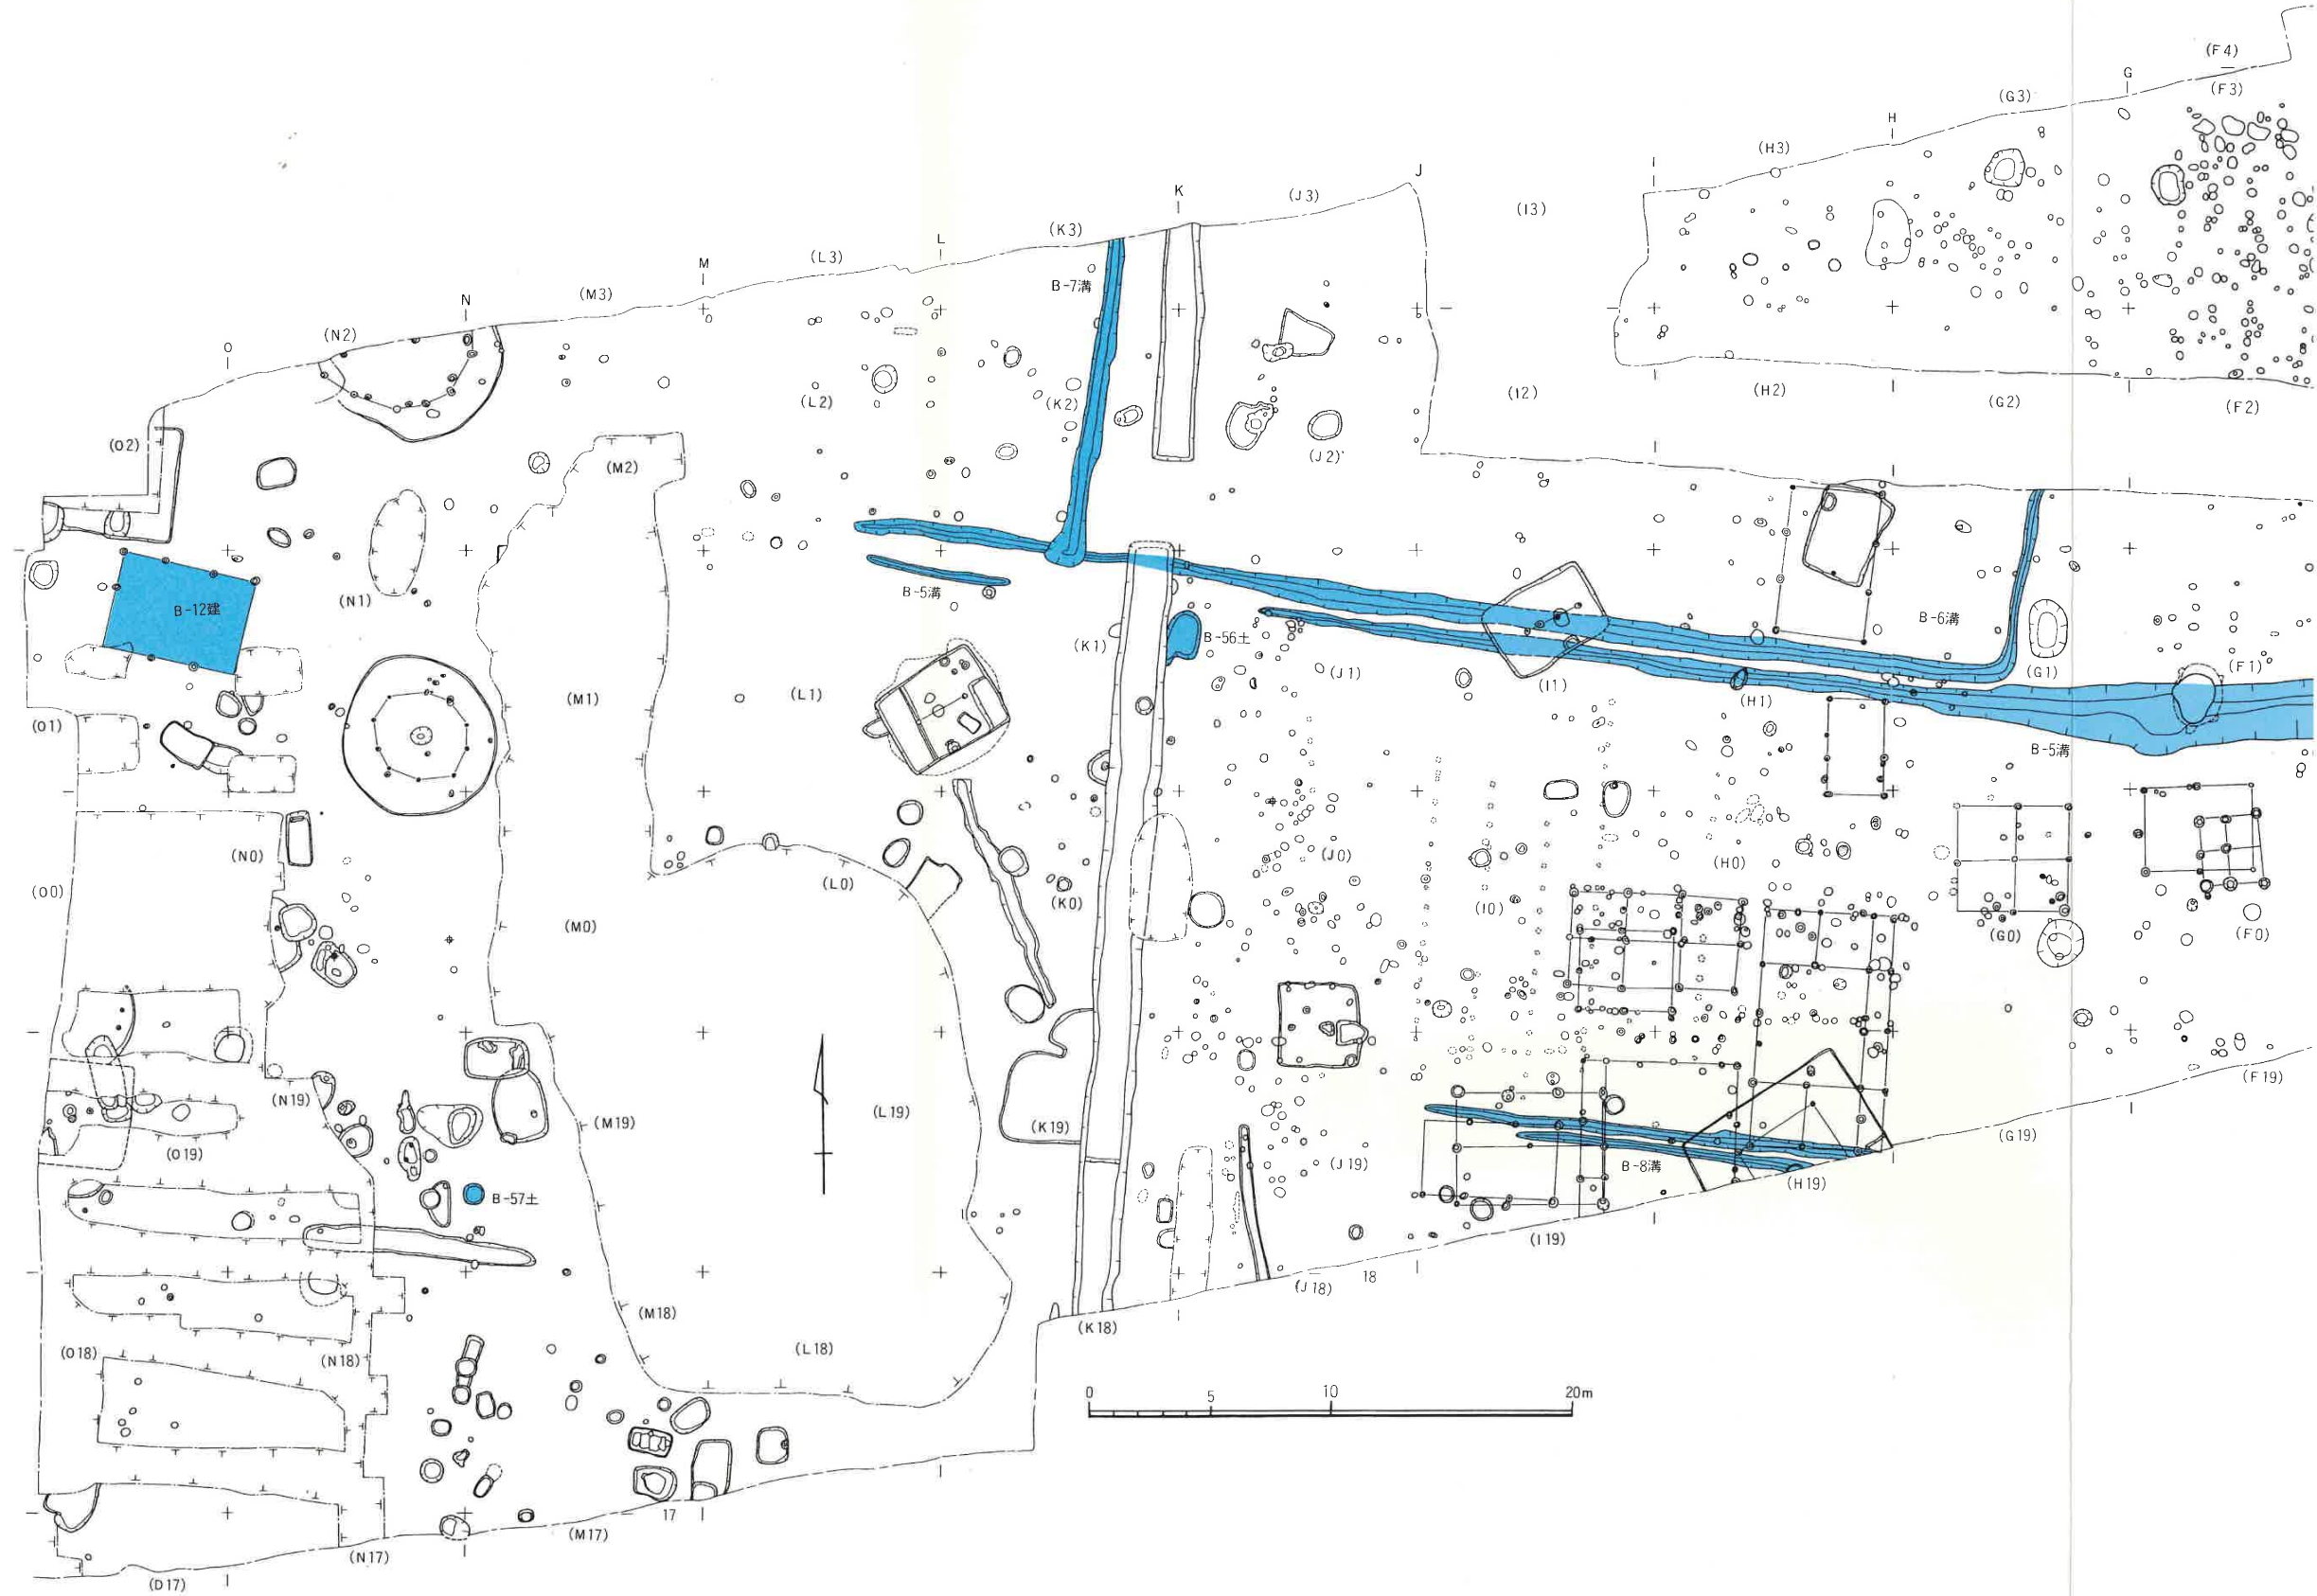 (F4)
G
(F3)
(G3)
H
(H3)
I
J
K
(J3)
(I3)
(K3)
L
(L3)
M
B-7溝
(M3)
N
(N2)
O
(L2)
(K2)
(I2)
(H2)
(G2)
(F2)
(O2)
(M2)
(J2)
B-12建
(N1)
B-5溝
B-6溝
B-56土
(K1)
(J1)
(I1)
(G1)
(F1)
(O1)
(M1)
(L1)
(H1)
B-5溝
(N0)
(J0)
(H0)
(O0)
(L0)
(K0)
(I0)
(M0)
(G0)
(F0)
(F19)
(N19)
(M19)
(L19)
(K19)
(G19)
(O19)
(J19)
B-8溝
(H19)
B-57土
(I19)
18
(J18)
(M18)
(K18)
(L18)
(O18)
(N18)
0 5 10 20m
17
(M17)
(N17)
(D17)